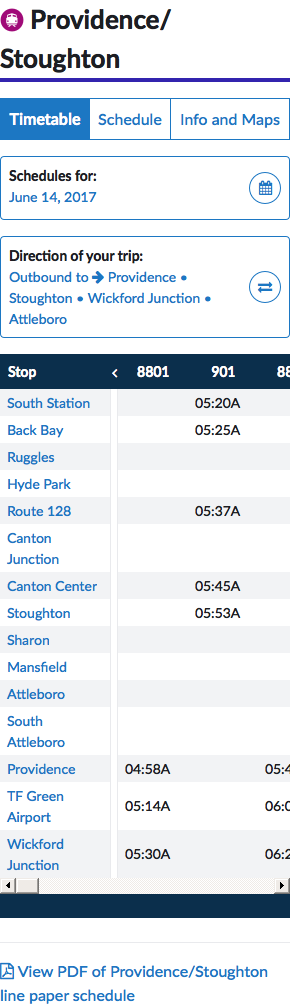 Providence/
Stoughton
Timetable Schedule Info and Maps
Schedules for:
June 14, 2017
Direction of your trip:
Outbound to → Providence •
Stoughton • Wickford Junction •
Attleboro
Stop < 8801 901 88
South Station 05:20A
Back Bay 05:25A
Ruggles
Hyde Park
Route 128 05:37A
Canton
Junction
Canton Center 05:45A
Stoughton 05:53A
Sharon
Mansfield
Attleboro
South
Attleboro
Providence 04:58A 05:4
TF Green
Airport 05:14A 06:0
Wickford
Junction 05:30A 06:2
View PDF of Providence/Stoughton
line paper schedule